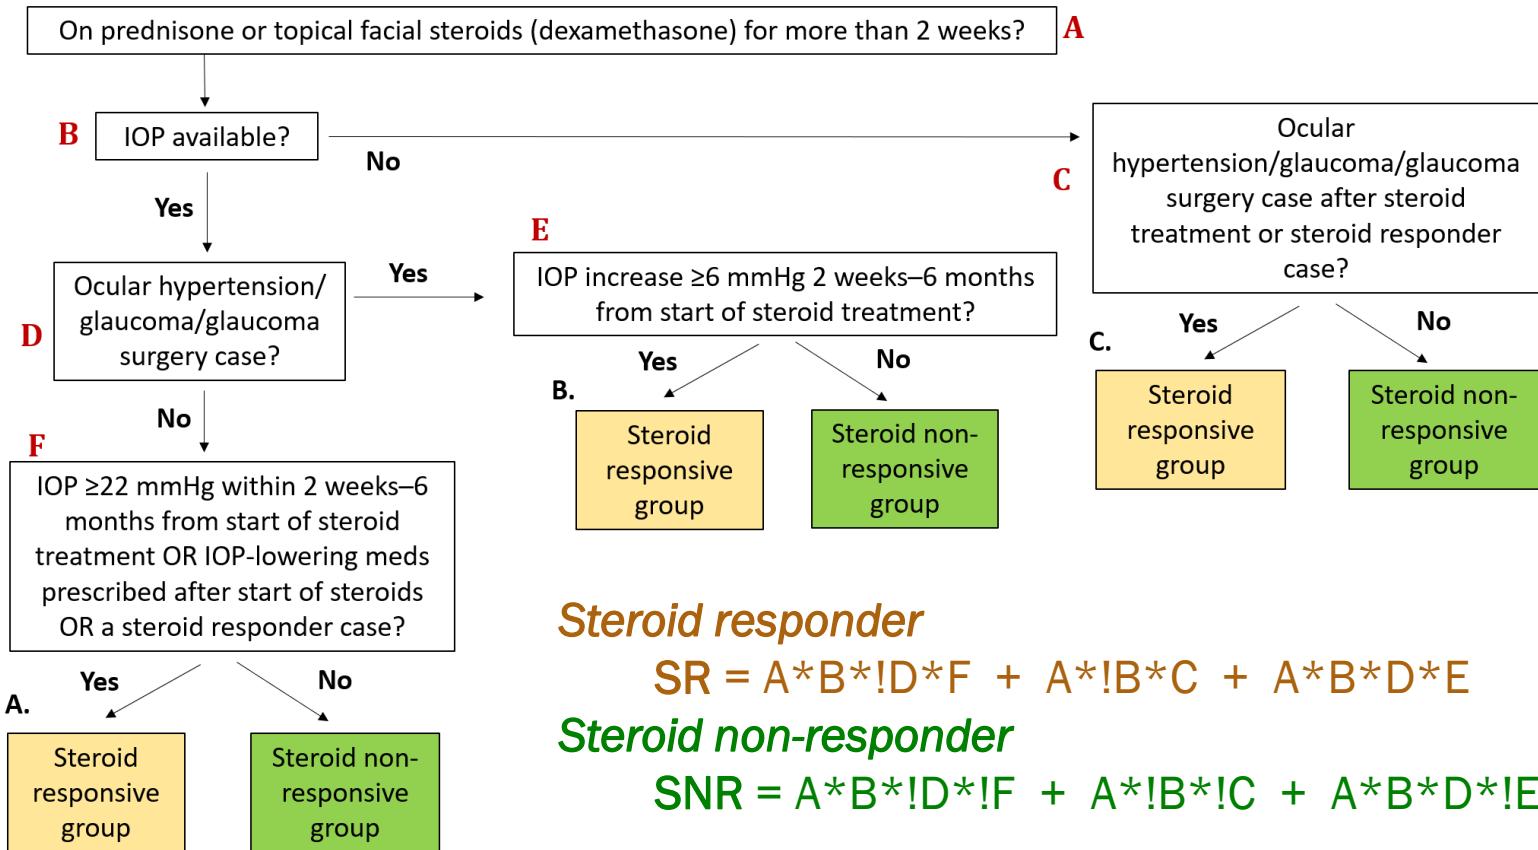 On prednisone or topical facial steroids (dexamethasone) for more than 2 weeks?
A
B
IOP available?
No
Yes
C
Ocular
hypertension/glaucoma/glaucoma
surgery case after steroid
treatment or steroid responder
case?
D
Ocular hypertension/
glaucoma/glaucoma
surgery case?
Yes
E
IOP increase ≥6 mmHg 2 weeks–6 months
from start of steroid treatment?
Yes
No
C.
Steroid
responsive
group
Steroid non-
responsive
group
Yes
No
B.
Steroid
responsive
group
Steroid non-
responsive
group
No
F
IOP ≥22 mmHg within 2 weeks–6
months from start of steroid
treatment OR IOP-lowering meds
prescribed after start of steroids
OR a steroid responder case?
Yes
No
A.
Steroid
responsive
group
Steroid non-
responsive
group
Steroid responder
SR = A*B*!D*F + A*!B*C + A*B*D*E
Steroid non-responder
SNR = A*B*!D*!F + A*!B*!C + A*B*D*!E